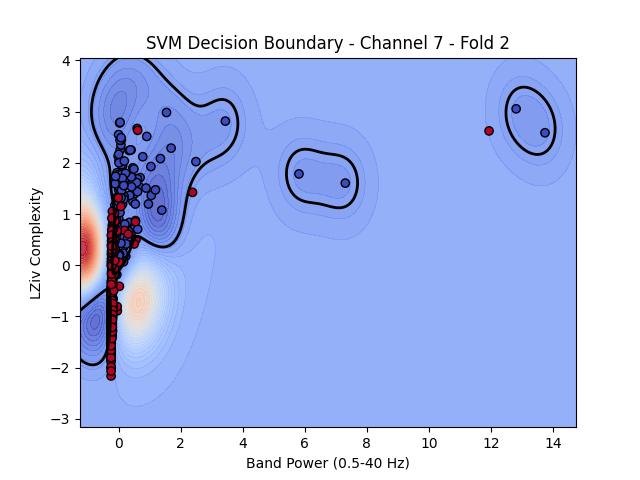 SVM Decision Boundary - Channel 7 - Fold 2
4
3
2
1
0
−1
−2
−3
LZiv Complexity
0 2 4 6 8 10 12 14
Band Power (0.5-40 Hz)